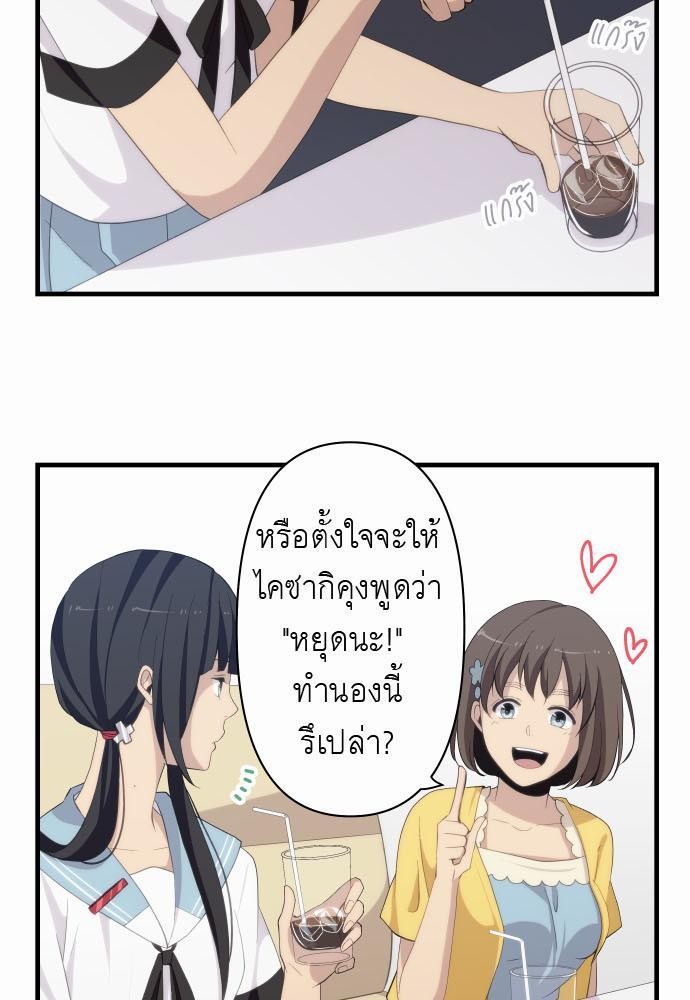 แกร๊ง
แกร๊ง
หรือตั้งใจจะให้
ไคซากิคุงพูดว่า
"หยุดนะ!"
ทำนองนี้
รึเปล่า?